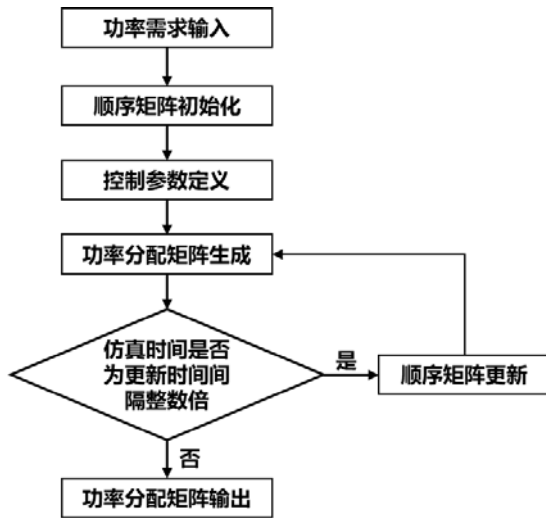 功率需求输入
顺序矩阵初始化
控制参数定义
功率分配矩阵生成
仿真时间是否
为更新时间间
隔整数倍
是
顺序矩阵更新
否
功率分配矩阵输出